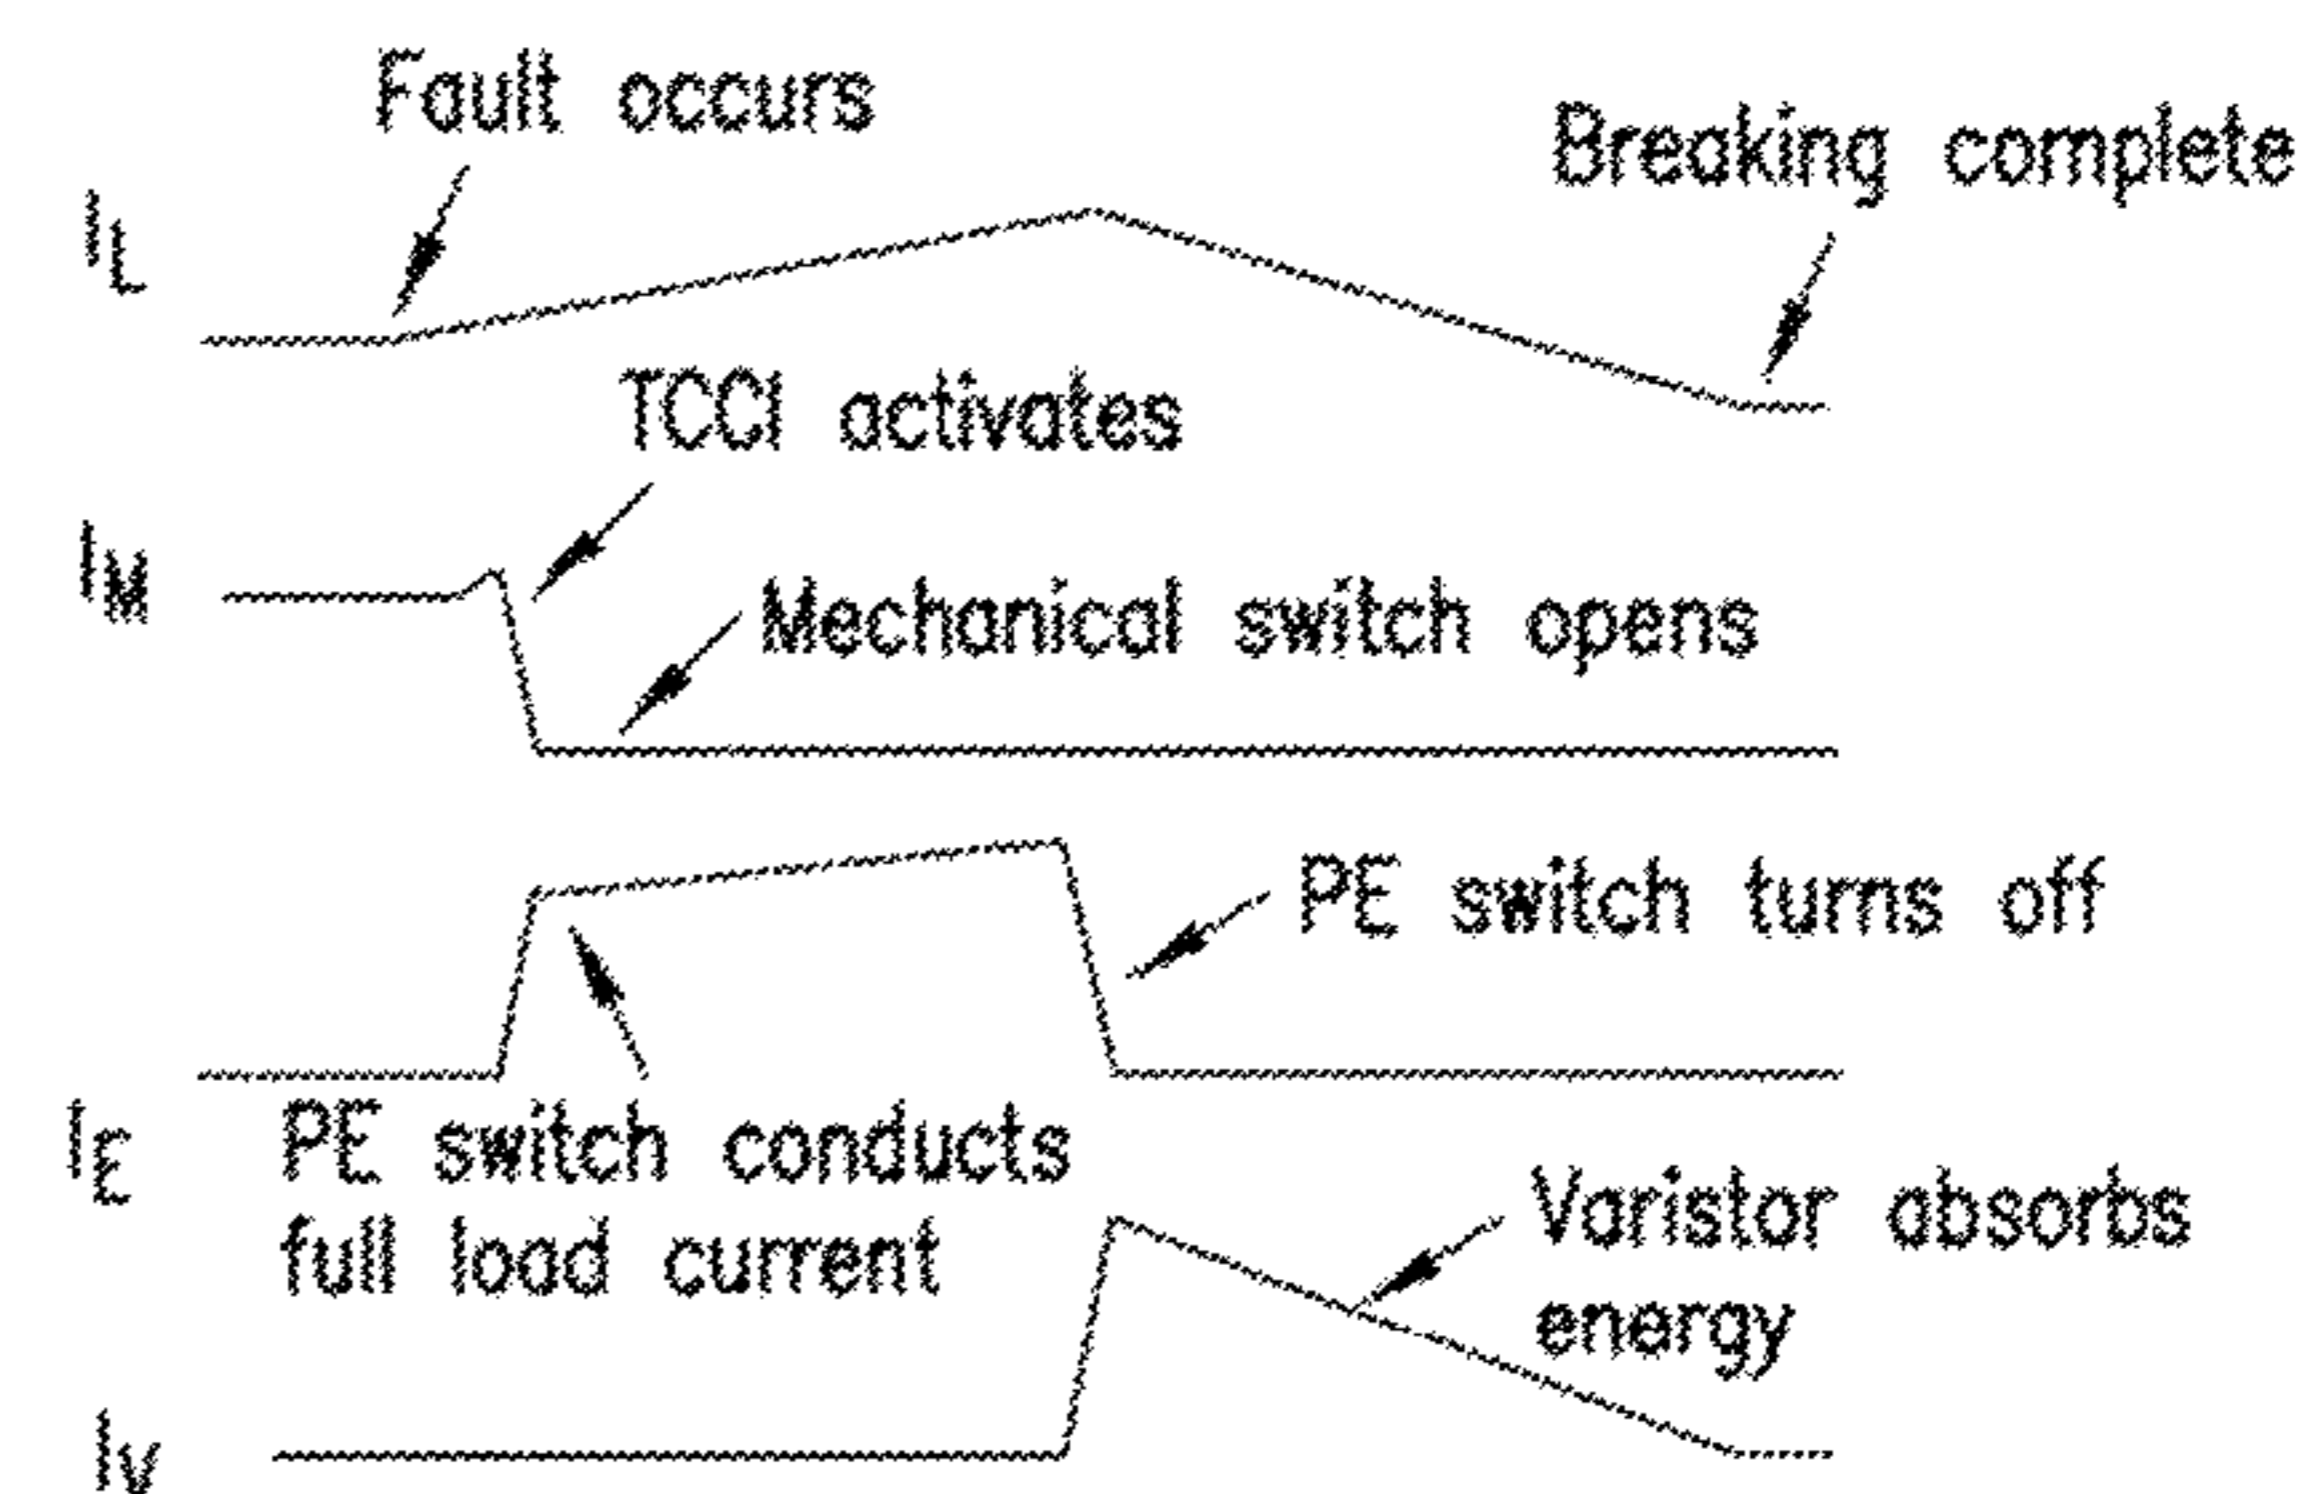 Fault occurs
Breaking complete
IL
TCCI activates
IM
Mechanical switch opens
PE switch turns off
IE
PE switch conducts
full load current
Varistor absorbs
energy
IV